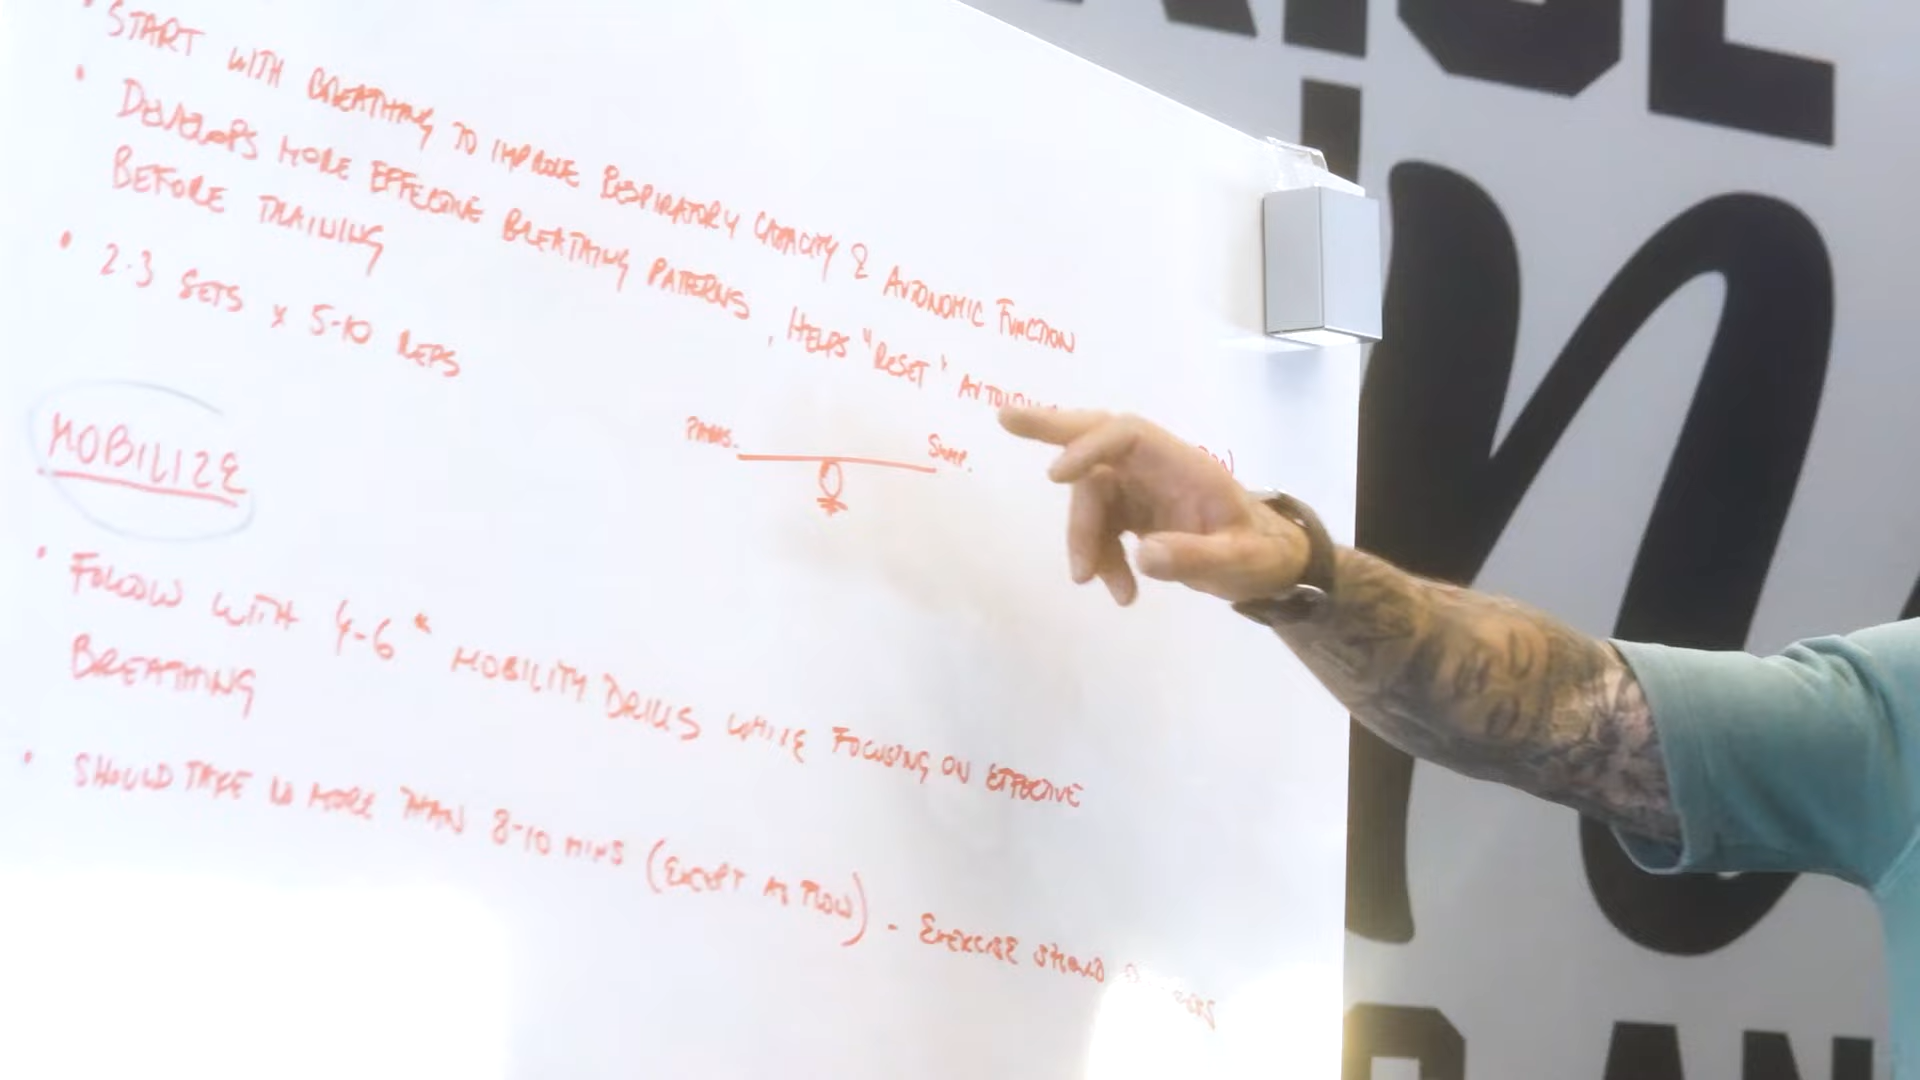 • START WITH BREATHING TO IMPROVE RESPIRATORY CAPACITY & AUTONOMIC FUNCTION
• DEVELOPS MORE EFFECTIVE BREATHING PATTERNS, HELPS "RESET"
BEFORE TRAINING
• 2-3 SETS x 5-10 REPS
PARAS.
SYMP.
MOBILIZE
• FOLLOW WITH 4-6 MOBILITY DRILLS WHILE FOCUSING ON EFFECTIVE
BREATHING
• SHOULD TAKE NO MORE THAN 8-10 MINS (EXCEPT AS FLOW) - EXERCISE SHOULD